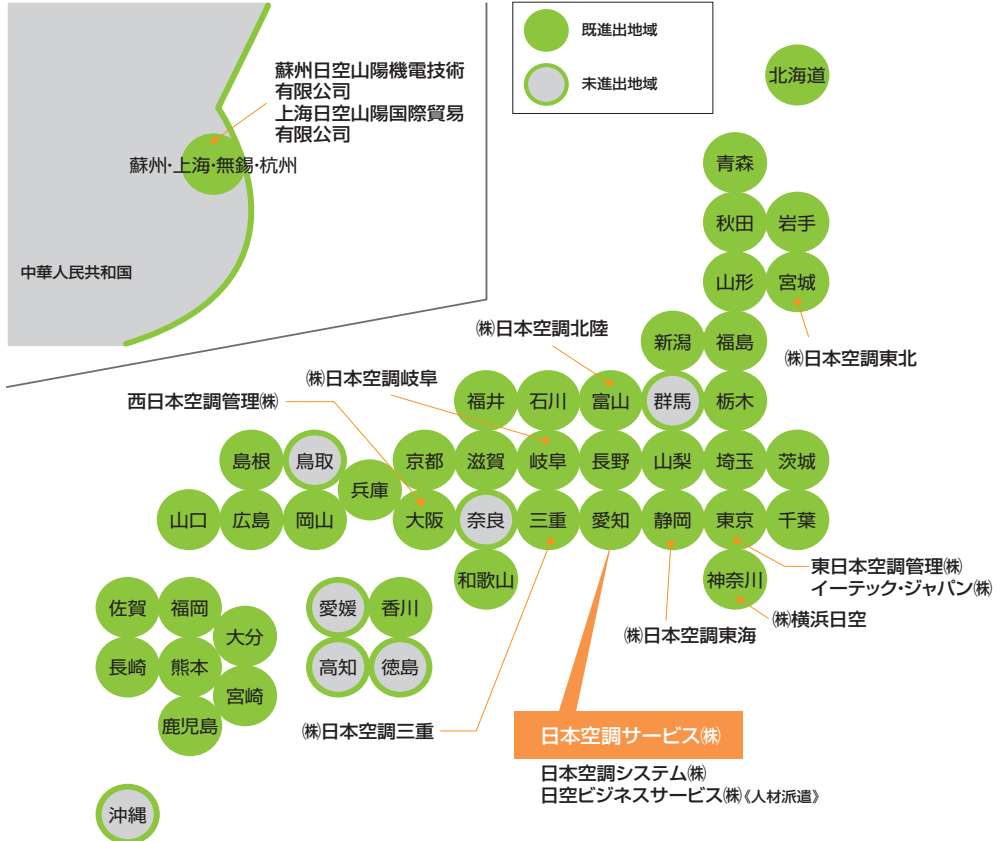 既進出地域
未進出地域
蘇州日空山陽機電技術
有限公司
上海日空山陽国際貿易
有限公司
蘇州・上海・無錫・杭州
中華人民共和国
北海道
青森
秋田
岩手
山形
宮城
㈱日本空調東北
新潟
福島
㈱日本空調北陸
㈱日本空調岐阜
西日本空調管理㈱
福井
石川
富山
群馬
栃木
島根
鳥取
兵庫
京都
滋賀
岐阜
長野
山梨
埼玉
茨城
山口
広島
岡山
大阪
奈良
三重
愛知
静岡
東京
千葉
和歌山
神奈川
東日本空調管理㈱
イーテック・ジャパン㈱
㈱横浜日空
㈱日本空調東海
佐賀
福岡
大分
愛媛
香川
長崎
熊本
宮崎
高知
徳島
鹿児島
㈱日本空調三重
日本空調サービス㈱
日本空調システム㈱
日空ビジネスサービス㈱《人材派遣》
沖縄